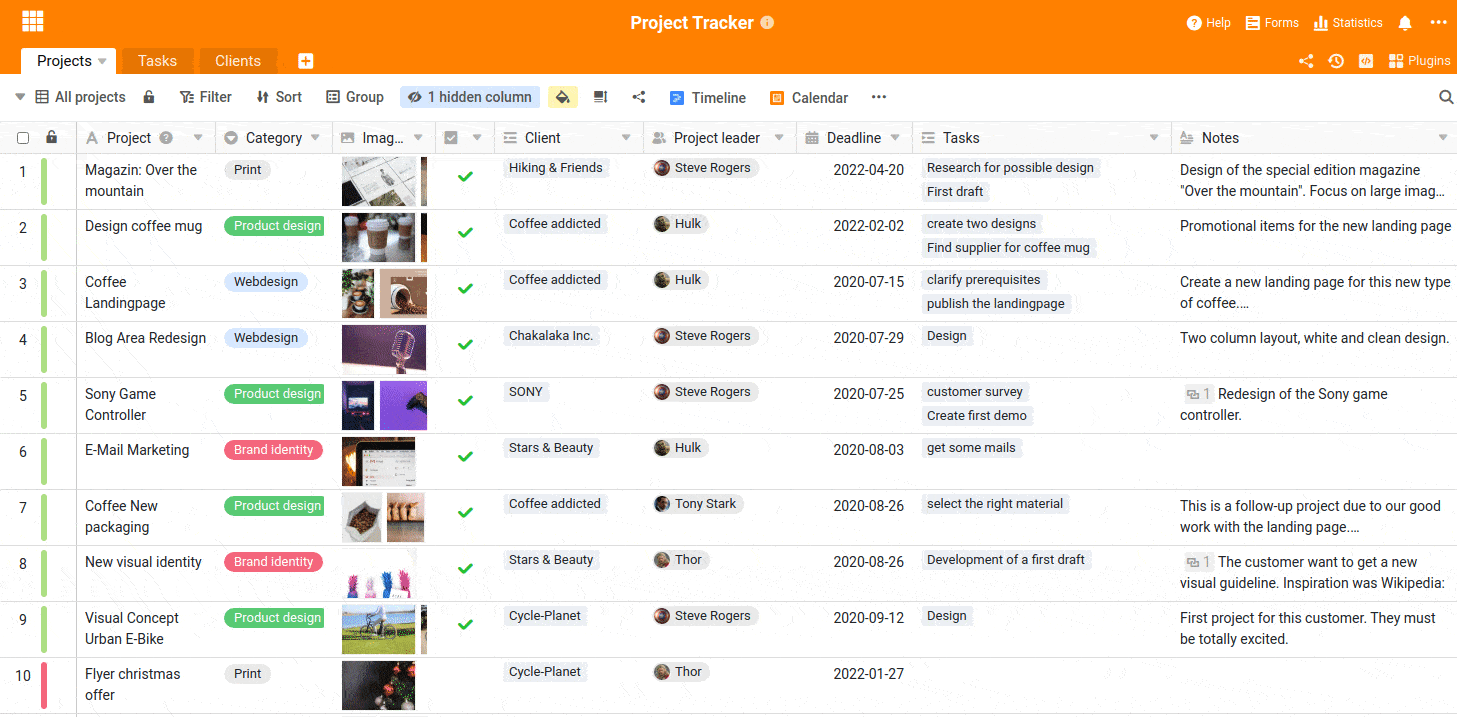 Project Tracker
Help Forms Statistics
Projects Tasks Clients
Plugins
All projects Filter Sort Group 1 hidden column Timeline Calendar
Project Category Imag... Client Project leader Deadline Tasks Notes
1 Magazin: Over the mountain Print Hiking & Friends Steve Rogers 2022-04-20 Research for possible design First draft Design of the special edition magazine "Over the mountain". Focus on large imag...
2 Design coffee mug Product design Coffee addicted Hulk 2022-02-02 create two designs Find supplier for coffee mug Promotional items for the new landing page
3 Coffee Landingpage Webdesign Coffee addicted Hulk 2020-07-15 clarify prerequisites publish the landingpage Create a new landing page for this new type of coffee....
4 Blog Area Redesign Webdesign Chakalaka Inc. Steve Rogers 2020-07-29 Design Two column layout, white and clean design.
5 Sony Game Controller Product design SONY Steve Rogers 2020-07-25 customer survey Create first demo 1 Redesign of the Sony game controller.
6 E-Mail Marketing Brand identity Stars & Beauty Hulk 2020-08-03 get some mails
7 Coffee New packaging Product design Coffee addicted Tony Stark 2020-08-26 select the right material This is a follow-up project due to our good work with the landing page....
8 New visual identity Brand identity Stars & Beauty Thor 2020-08-26 Development of a first draft 1 The customer want to get a new visual guideline. Inspiration was Wikipedia:
9 Visual Concept Urban E-Bike Product design Cycle-Planet Steve Rogers 2020-09-12 Design First project for this customer. They must be totally excited.
10 Flyer christmas offer Print Cycle-Planet Thor 2022-01-27